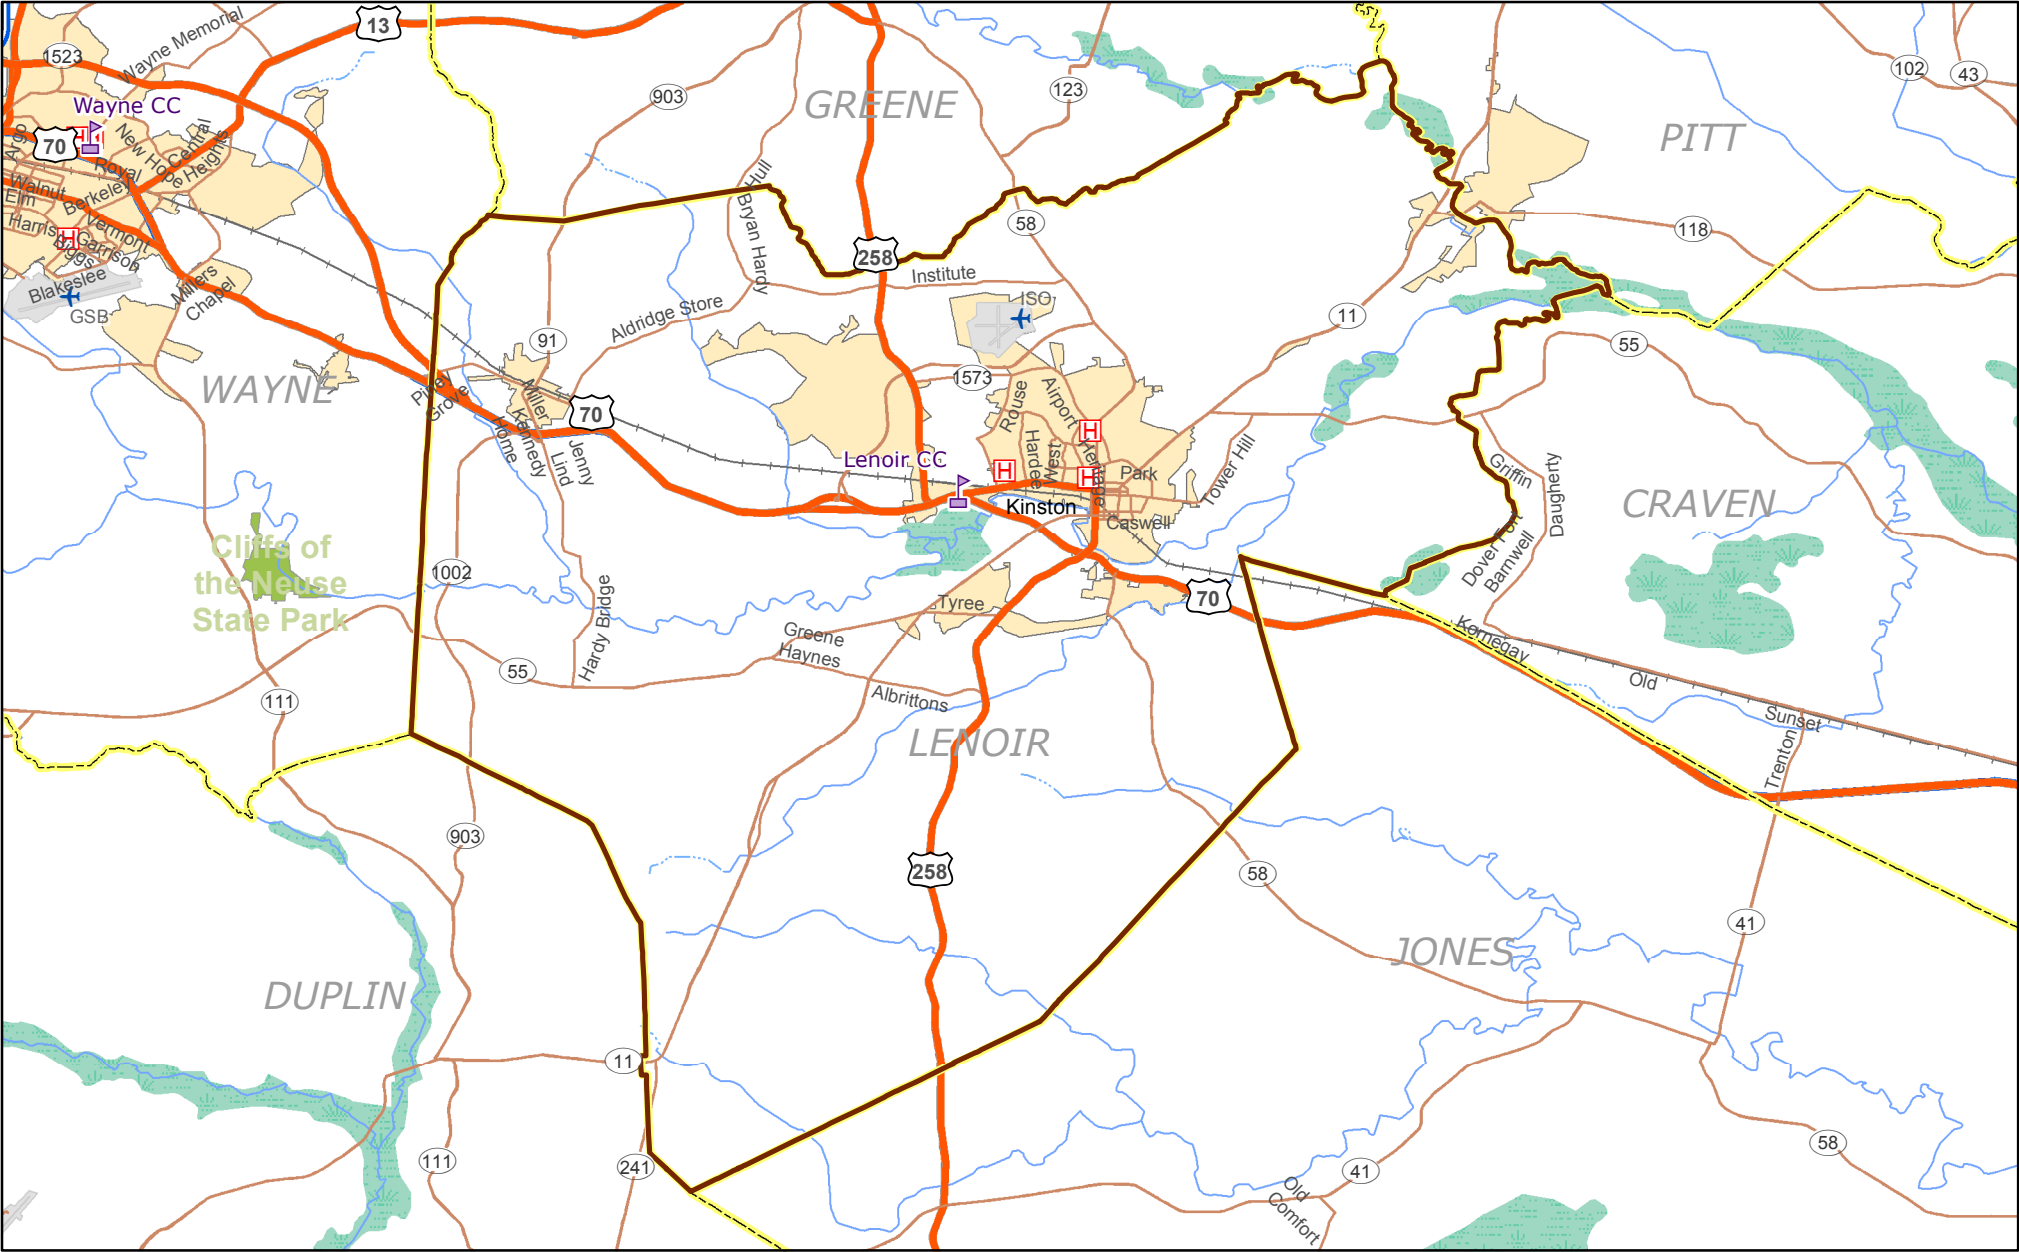 13
1523
Wayne Memorial
Wayne CC
70
Argo
New Hope
Central
Heights
Royal
Berkeley
Walnut
Elm
Harris
Vermont
Garrison
Biggs
H
Blakeslee
GSB
Millers
Chapel
903
GREENE
123
102
43
PITT
Hull
Bryan Hardy
258
58
118
Institute
ISO
Aldridge Store
91
11
55
WAYNE
Piney
Grove
Miller
Kennedy
Home
70
Jenny
Lind
1573
Rouse
Airport
Hardee
West
Heritage
H
H
H
Park
Tower Hill
Lenoir CC
Kinston
Caswell
Griffin
Daugherty
CRAVEN
Dover Fort
Barnwell
Cliffs of
the Neuse
State Park
1002
Hardy Bridge
Tyree
70
Greene
Haynes
Albrittons
55
111
Kornegay
Old
Sunset
Trenton
LENOIR
903
258
58
41
JONES
DUPLIN
11
111
241
41
58
Old
Comfort